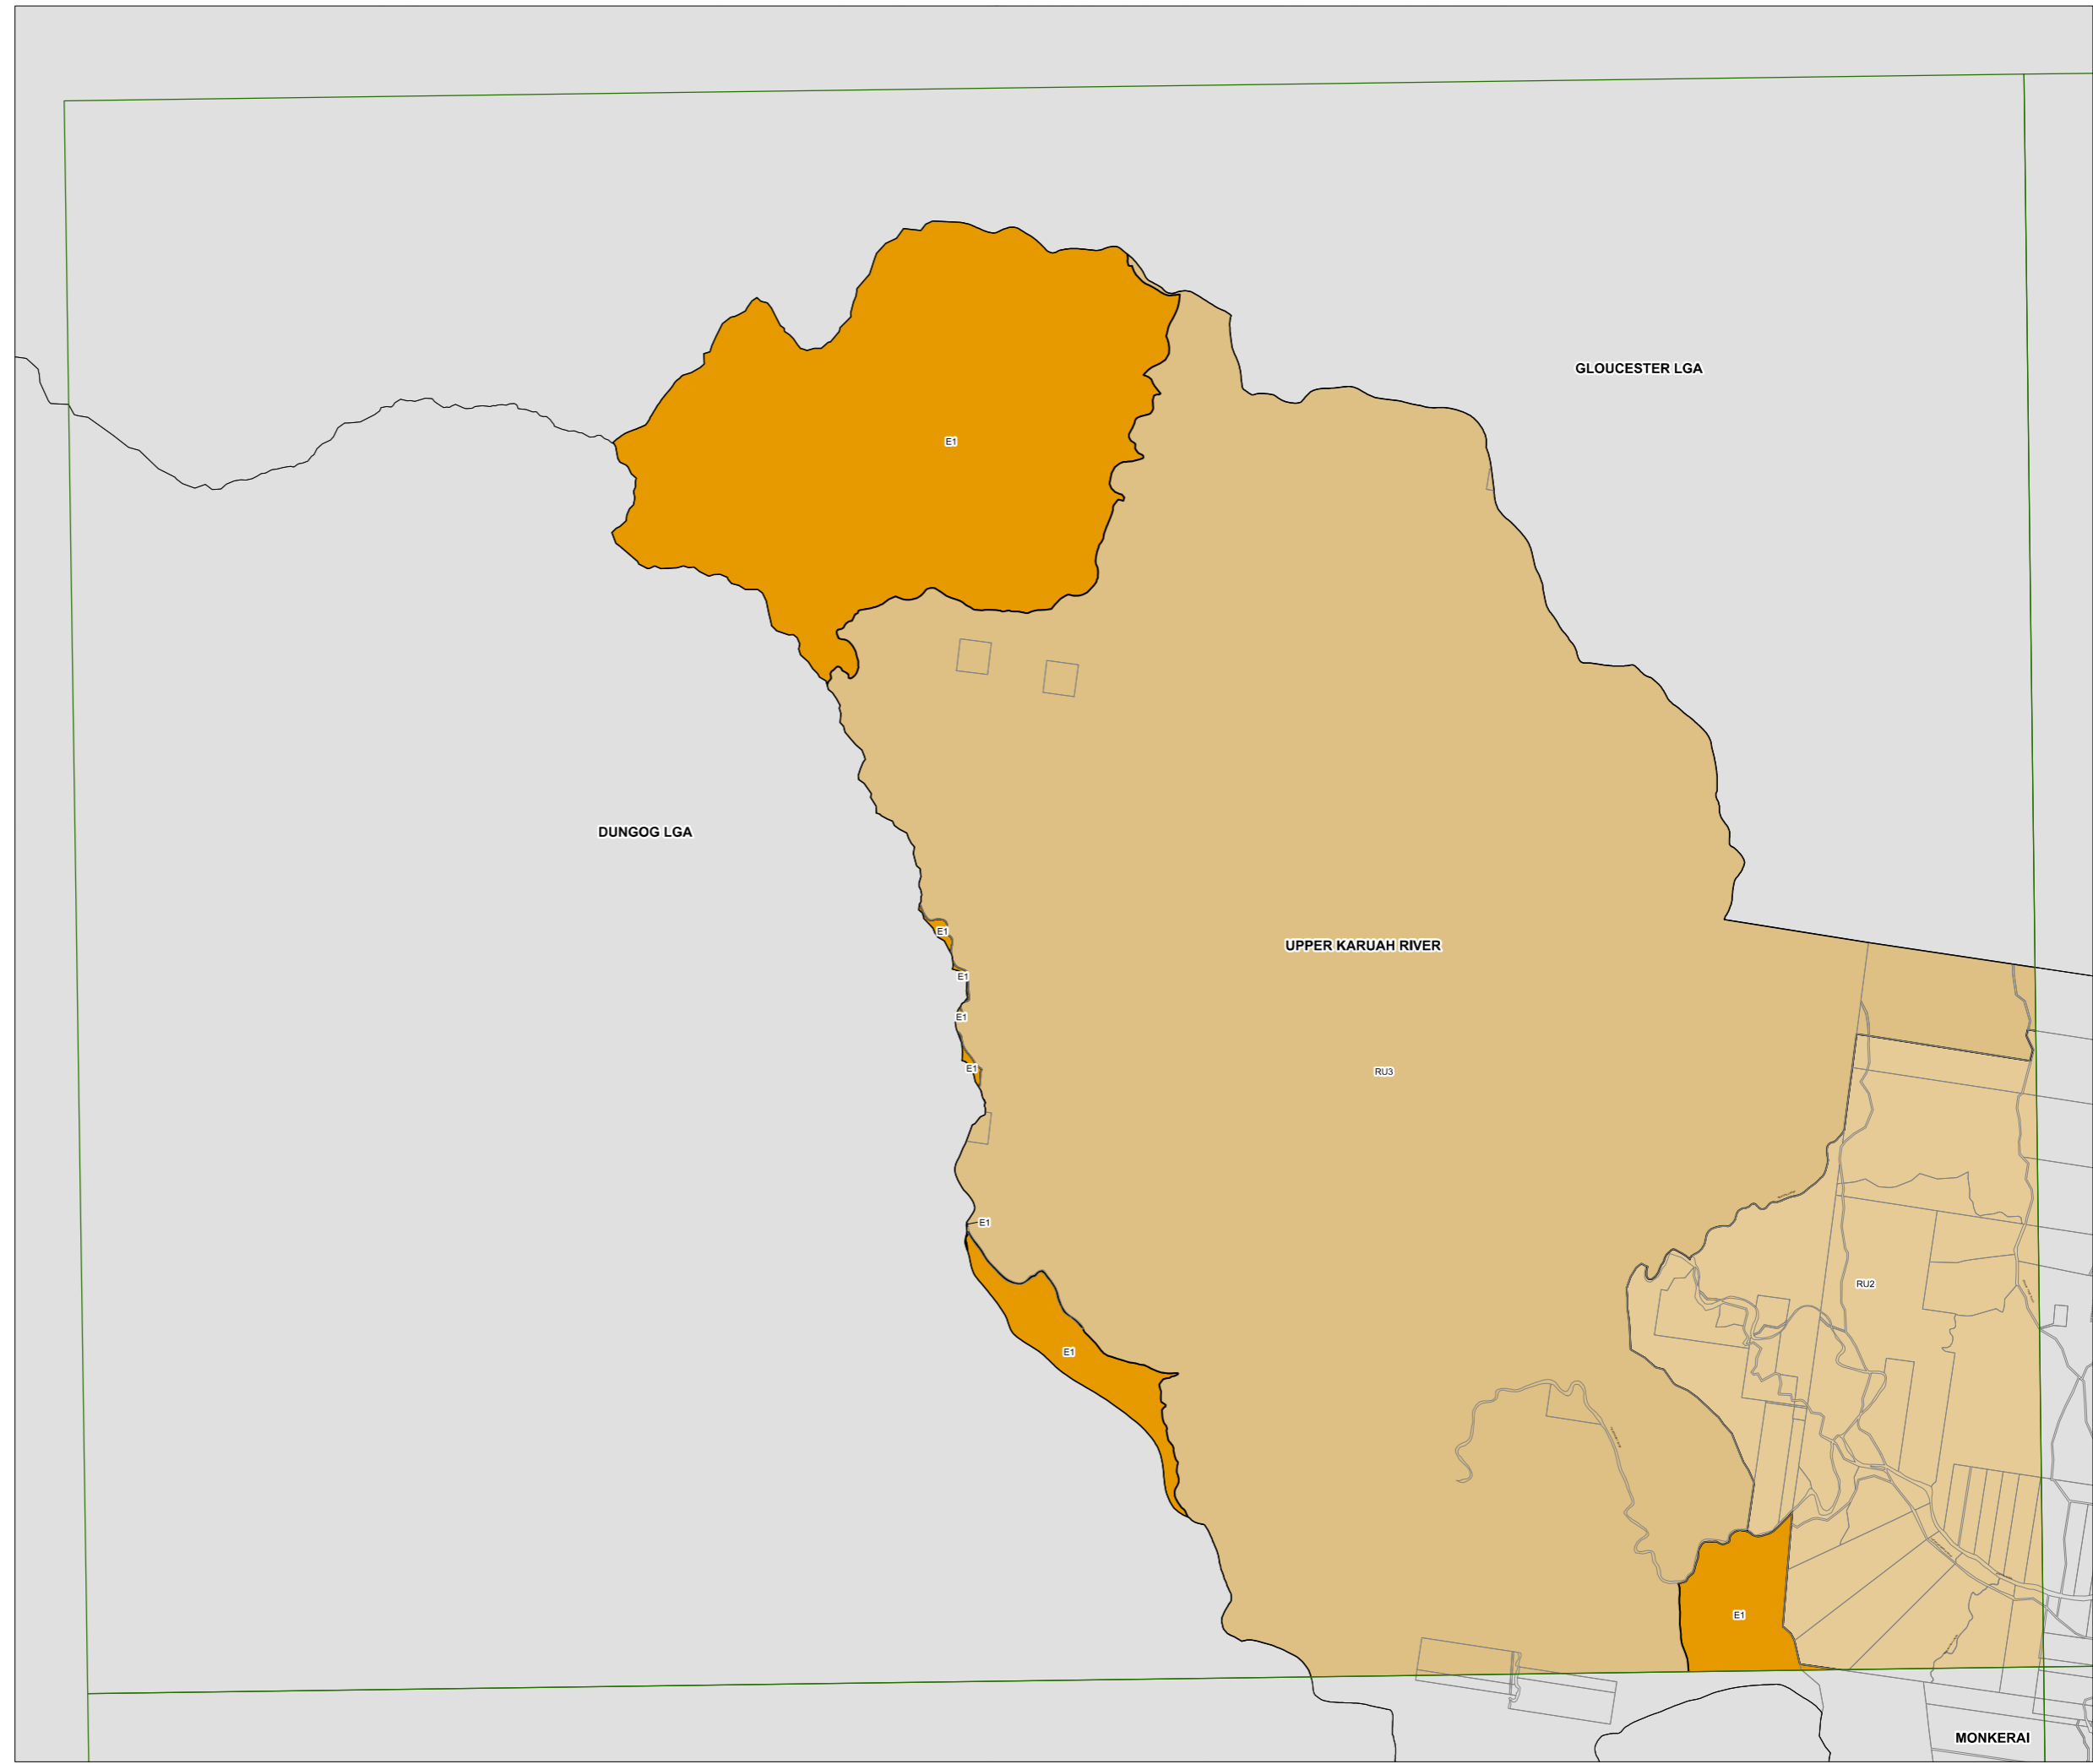 GLOUCESTER LGA
E1
DUNGOG LGA
E1
UPPER KARUAH RIVER
E1
E1
E1
RU3
E1
RU2
E1
E1
MONKERAI